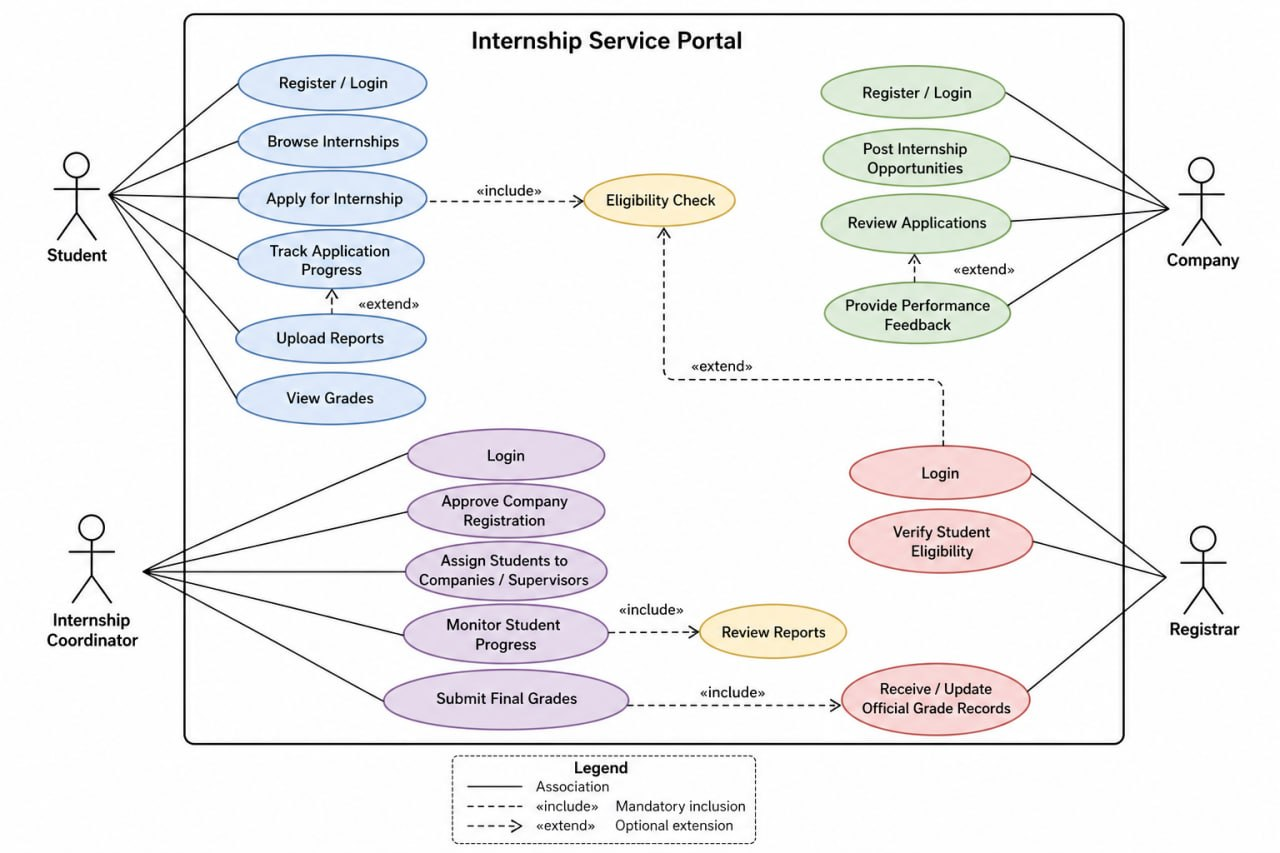 Internship Service Portal
Register / Login
Browse Internships
Apply for Internship
«include»
Eligibility Check
Track Application
Progress
«extend»
Upload Reports
View Grades
Student
Register / Login
Post Internship
Opportunities
Review Applications
«extend»
Provide Performance
Feedback
Company
«extend»
Login
Approve Company
Registration
Assign Students to
Companies / Supervisors
Monitor Student
Progress
«include»
Review Reports
Submit Final Grades
«include»
Internship
Coordinator
Login
Verify Student
Eligibility
Receive / Update
Official Grade Records
Registrar
Legend
Association
«include» Mandatory inclusion
«extend» Optional extension